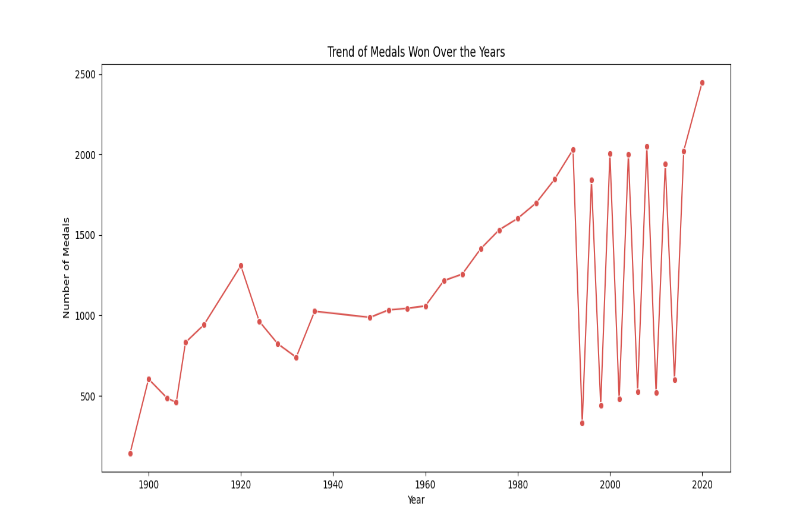 Trend of Medals Won Over the Years
Number of Medals
2500
2000
1500
1000
500
1900 1920 1940 1960 1980 2000 2020
Year